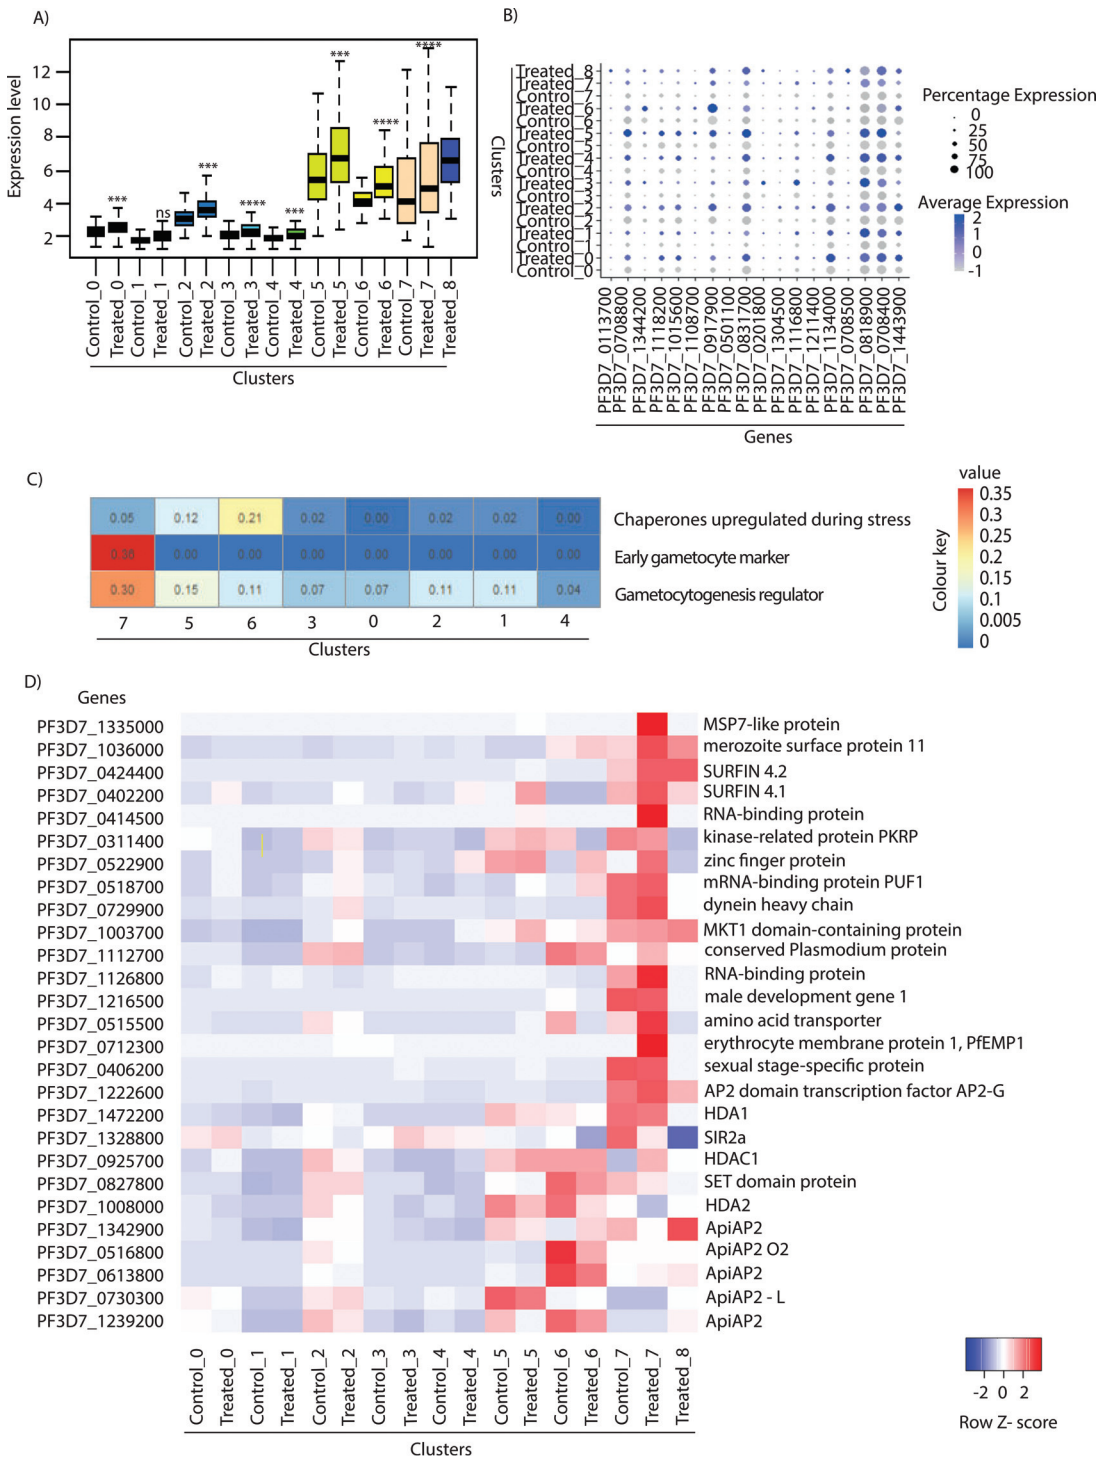 A)
Expression level
12
10
8
6
4
2
***
ns
***
****
***
***
****
****
Control_0
Treated_0
Control_1
Treated_1
Control_2
Treated_2
Control_3
Treated_3
Control_4
Treated_4
Control_5
Treated_5
Control_6
Treated_6
Control_7
Treated_7
Treated_8
Clusters
B)
Clusters
Treated_8
Treated_7
Control_7
Treated_6
Control_6
Treated_5
Control_5
Treated_4
Control_4
Treated_3
Control_3
Treated_2
Control_2
Treated_1
Control_1
Treated_0
Control_0
PF3D7_0113700
PF3D7_0708800
PF3D7_1344200
PF3D7_1118200
PF3D7_1015600
PF3D7_1108700
PF3D7_0917900
PF3D7_0501100
PF3D7_0831700
PF3D7_0201800
PF3D7_1304500
PF3D7_1116800
PF3D7_1211400
PF3D7_1134000
PF3D7_0708500
PF3D7_0818900
PF3D7_0708400
PF3D7_1443900
Genes
Percentage Expression
0
25
50
75
100
Average Expression
2
1
0
-1
C)
0.05 0.12 0.21 0.02 0.00 0.02 0.02 0.00 Chaperones upregulated during stress
0.36 0.00 0.00 0.00 0.00 0.00 0.00 0.00 Early gametocyte marker
0.30 0.15 0.11 0.07 0.07 0.11 0.11 0.04 Gametocytogenesis regulator
7 5 6 3 0 2 1 4
Clusters
value
Colour key
0.35
0.35
0.25
0.15
0.1
0.005
0
D)
Genes
PF3D7_1335000 MSP7-like protein
PF3D7_1036000 merozoite surface protein 11
PF3D7_0424400 SURFIN 4.2
PF3D7_0402200 SURFIN 4.1
PF3D7_0414500 RNA-binding protein
PF3D7_0311400 kinase-related protein PKRP
PF3D7_0522900 zinc finger protein
PF3D7_0518700 mRNA-binding protein PUF1
PF3D7_0729900 dynein heavy chain
PF3D7_1003700 MKT1 domain-containing protein
PF3D7_1112700 conserved Plasmodium protein
PF3D7_1126800 RNA-binding protein
PF3D7_1216500 male development gene 1
PF3D7_0515500 amino acid transporter
PF3D7_0712300 erythrocyte membrane protein 1, PfEMP1
PF3D7_0406200 sexual stage-specific protein
PF3D7_1222600 AP2 domain transcription factor AP2-G
PF3D7_1472200 HDA1
PF3D7_1328800 SIR2a
PF3D7_0925700 HDAC1
PF3D7_0827800 SET domain protein
PF3D7_1008000 HDA2
PF3D7_1342900 ApiAP2
PF3D7_0516800 ApiAP2 O2
PF3D7_0613800 ApiAP2
PF3D7_0730300 ApiAP2 - L
PF3D7_1239200 ApiAP2
Control_0
Treated_0
Control_1
Treated_1
Control_2
Treated_2
Control_3
Treated_3
Control_4
Treated_4
Control_5
Treated_5
Control_6
Treated_6
Control_7
Treated_7
Treated_8
Clusters
-2 0 2
Row Z- score